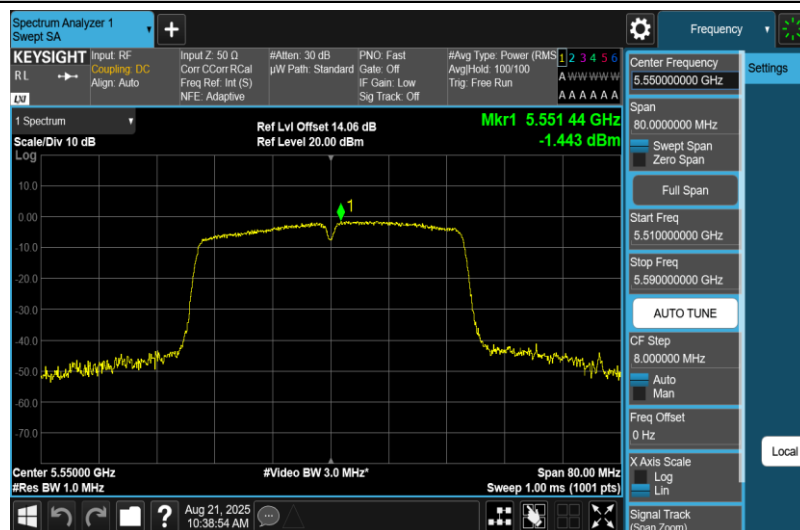 Spectrum Analyzer 1
Swept SA
+
Frequency
KEYSIGHT
RL
LXI
Input: RF
Coupling: DC
Align: Auto
Input Z: 50 Ω
Corr CCorr RCal
Freq Ref: Int (S)
NFE: Adaptive
#Atten: 30 dB
µW Path: Standard
PNO: Fast
Gate: Off
IF Gain: Low
Sig Track: Off
#Avg Type: Power (RMS
Avg|Hold: 100/100
Trig: Free Run
1 2 3 4 5 6
A W W W W W
A A A A A A
1 Spectrum
Scale/Div 10 dB
Log
Ref Lvl Offset 14.06 dB
Ref Level 20.00 dBm
Mkr1 5.551 44 GHz
-1.443 dBm
1
10.0
0.00
-10.0
-20.0
-30.0
-40.0
-50.0
-60.0
-70.0
Center 5.55000 GHz
#Res BW 1.0 MHz
#Video BW 3.0 MHz*
Span 80.00 MHz
Sweep 1.00 ms (1001 pts)
Aug 21, 2025
10:38:54 AM
Center Frequency
5.550000000 GHz
Span
80.0000000 MHz
Swept Span
Zero Span
Full Span
Start Freq
5.510000000 GHz
Stop Freq
5.590000000 GHz
AUTO TUNE
CF Step
8.000000 MHz
Auto
Man
Freq Offset
0 Hz
X Axis Scale
Log
Lin
Signal Track
(Span Zoom)
Settings
Local